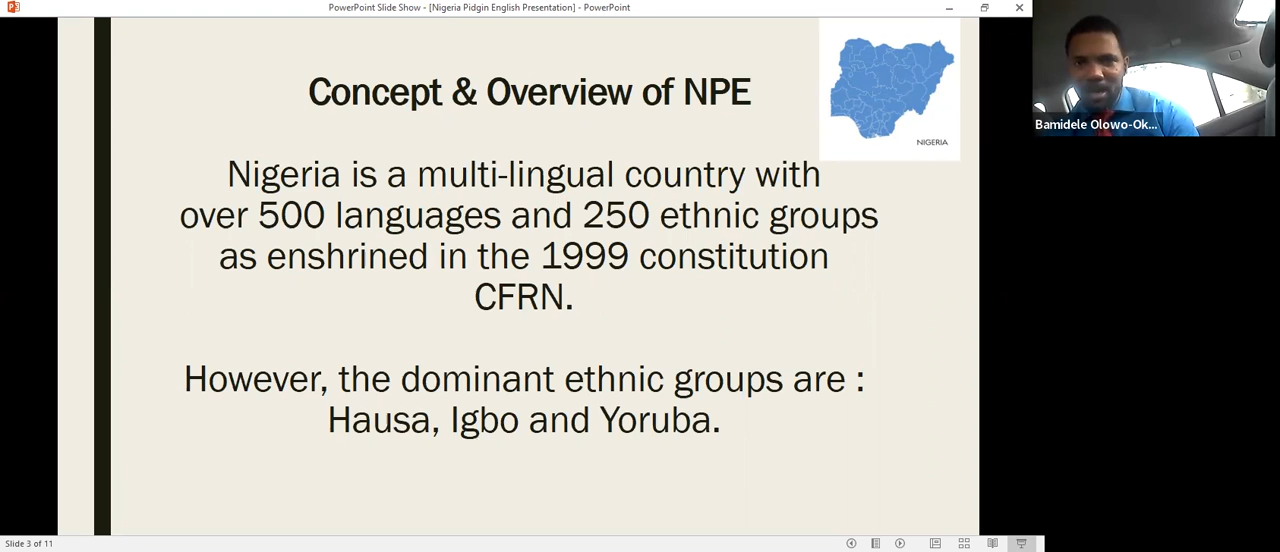 PowerPoint Slide Show - [Nigeria Pidgin English Presentation] - PowerPoint
Concept & Overview of NPE
NIGERIA
Nigeria is a multi-lingual country with
over 500 languages and 250 ethnic groups
as enshrined in the 1999 constitution
CFRN.
However, the dominant ethnic groups are :
Hausa, Igbo and Yoruba.
Bamidele Olowo-Ok...
Slide 3 of 11